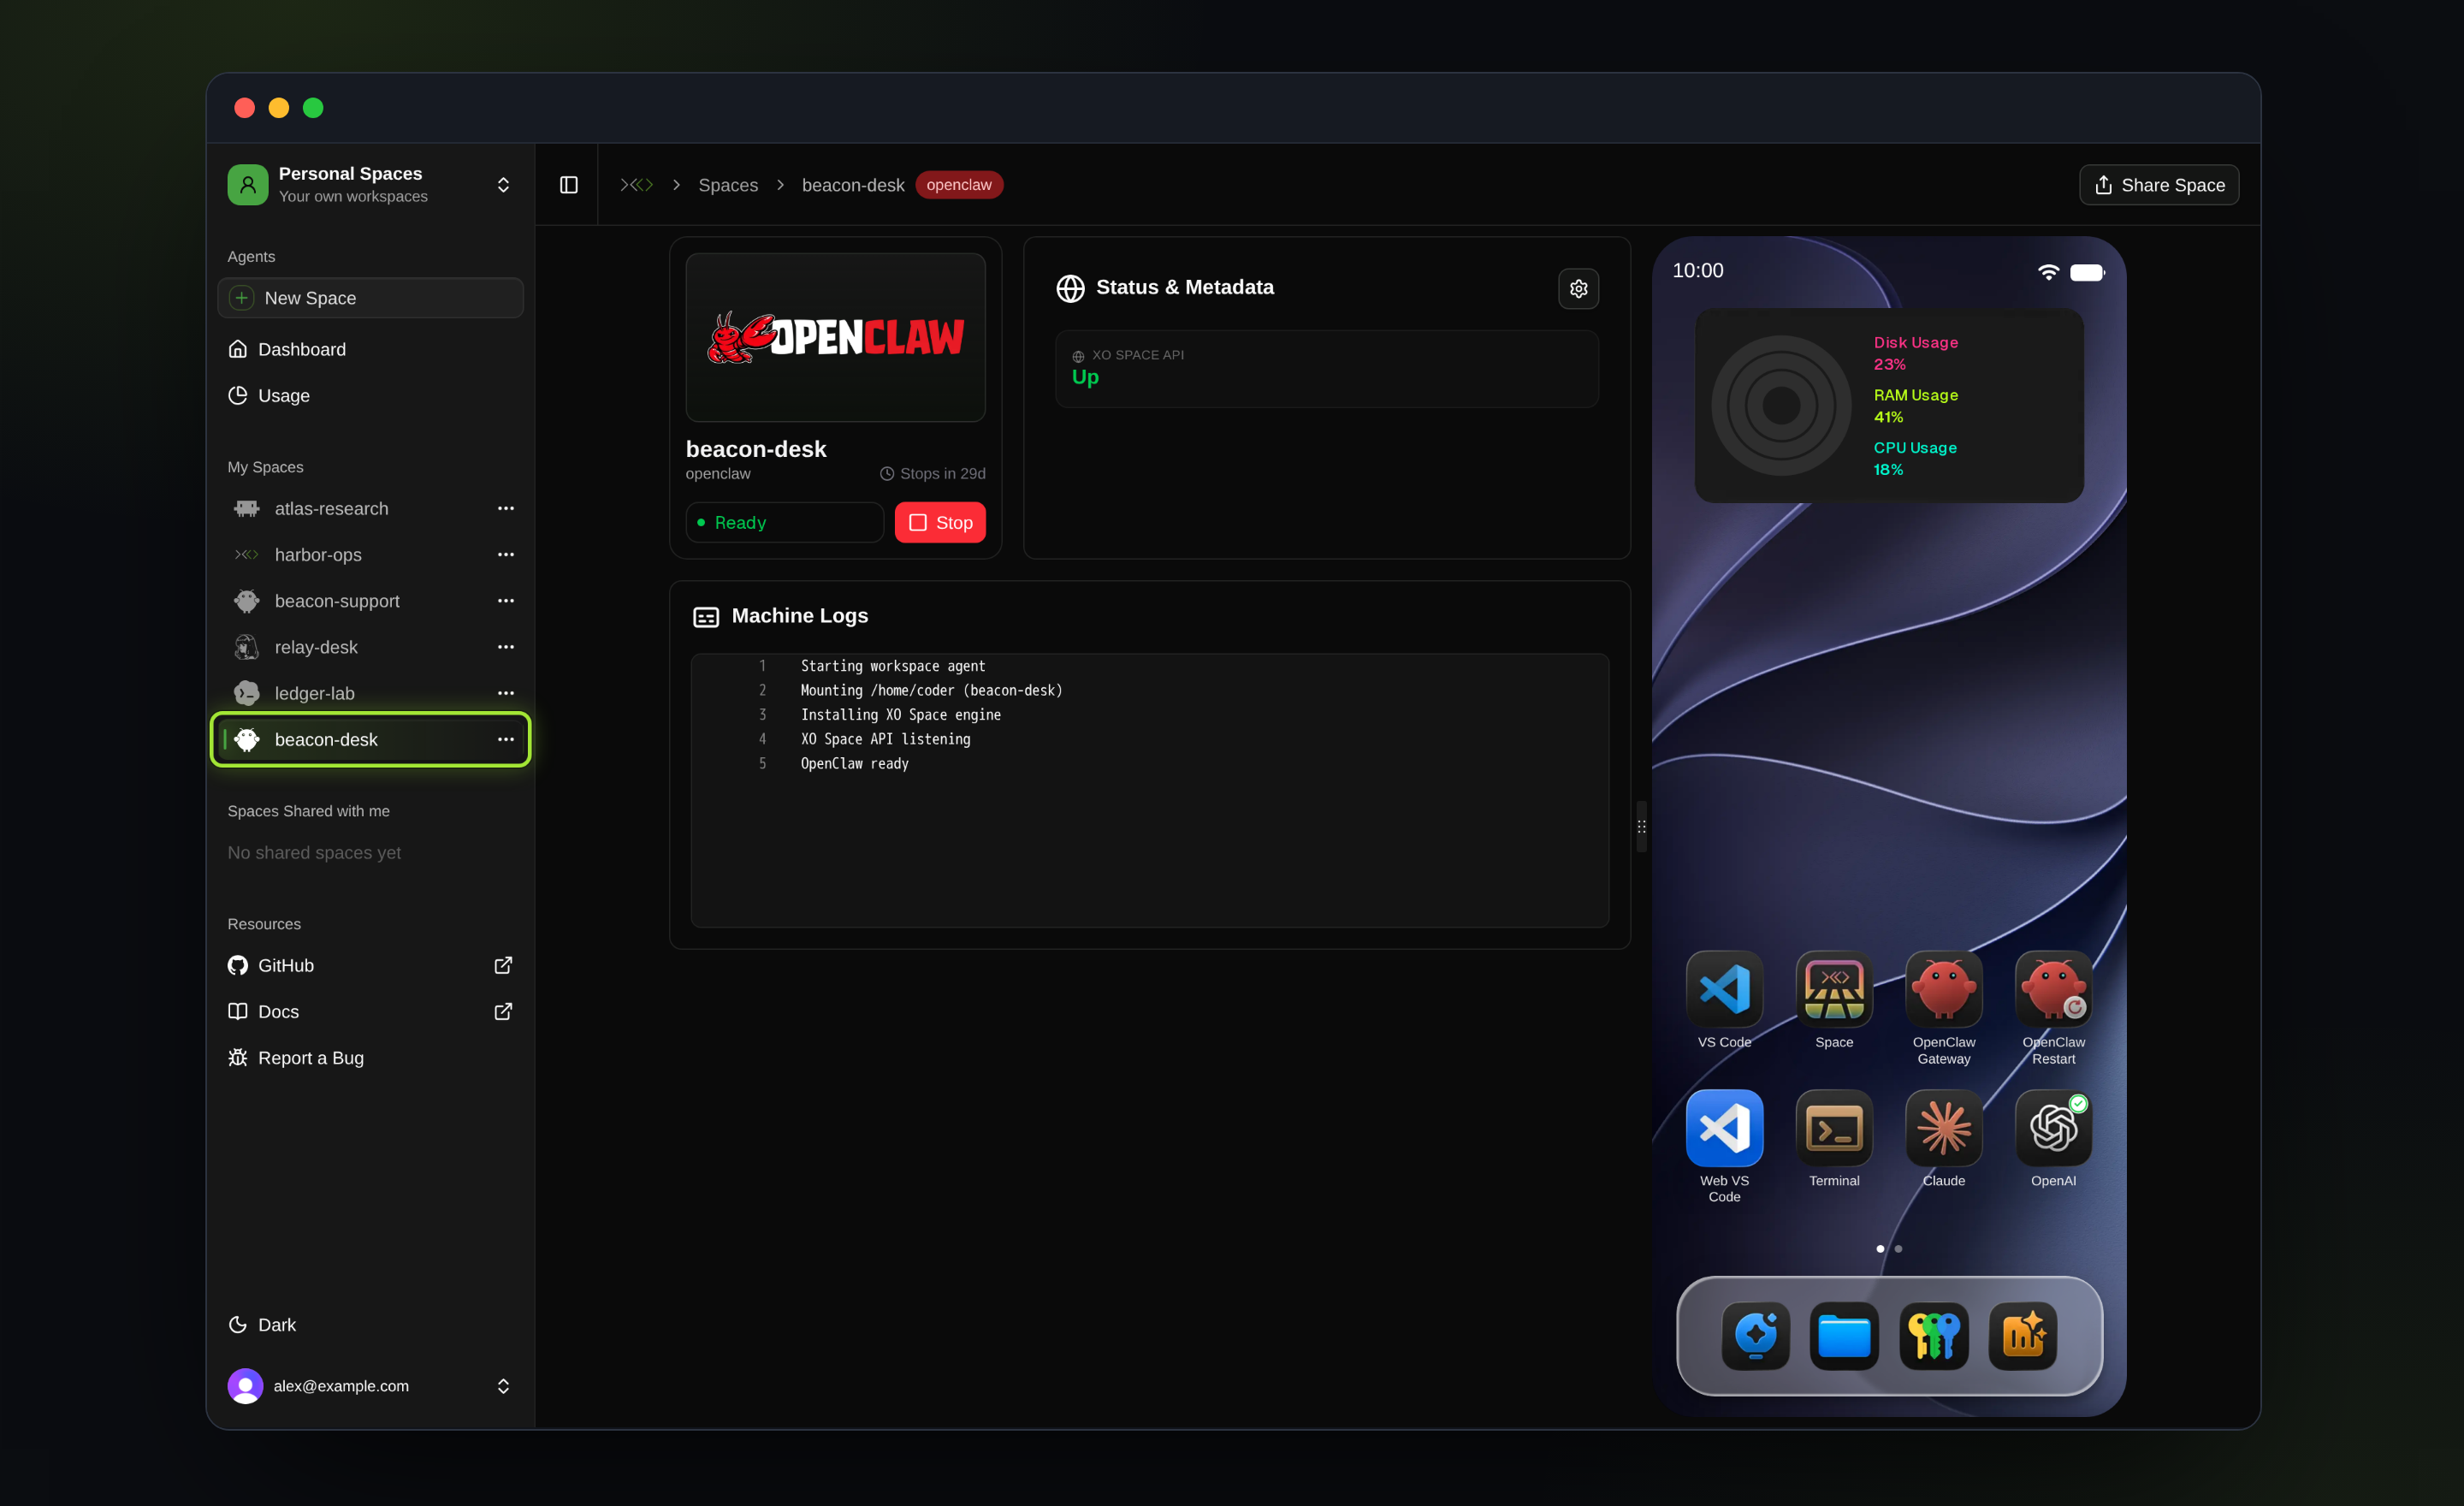 Personal Spaces
Your own workspaces
Agents
New Space
Dashboard
Usage
My Spaces
atlas-research
harbor-ops
beacon-support
relay-desk
ledger-lab
beacon-desk
Spaces Shared with me
No shared spaces yet
Resources
GitHub
Docs
Report a Bug
Dark
alex@example.com
Spaces
beacon-desk
openclaw
Share Space
OPENCLAW
beacon-desk
openclaw
Stops in 29d
Ready
Stop
Status & Metadata
XO SPACE API
Up
Machine Logs
1 Starting workspace agent
2 Mounting /home/coder (beacon-desk)
3 Installing XO Space engine
4 XO Space API listening
5 OpenClaw ready
10:00
Disk Usage
23%
RAM Usage
41%
CPU Usage
18%
VS Code
Space
OpenClaw
Gateway
OpenClaw
Restart
Web VS
Code
Terminal
Claude
OpenAI